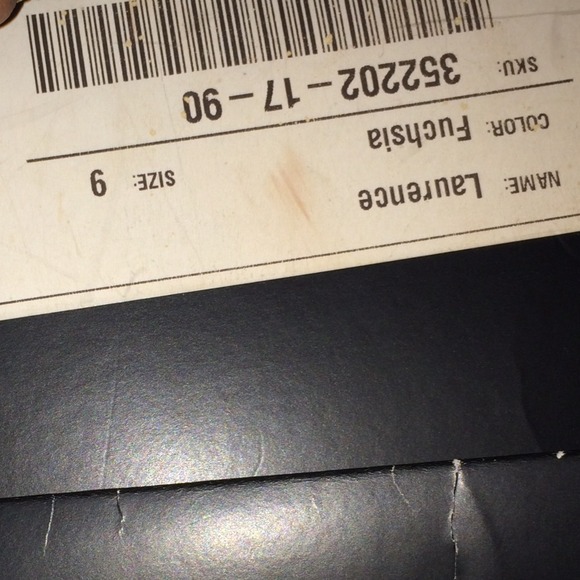 NAME: Laurence
SIZE: 9
COLOR: Fuchsia
SKU: 352202-17-90